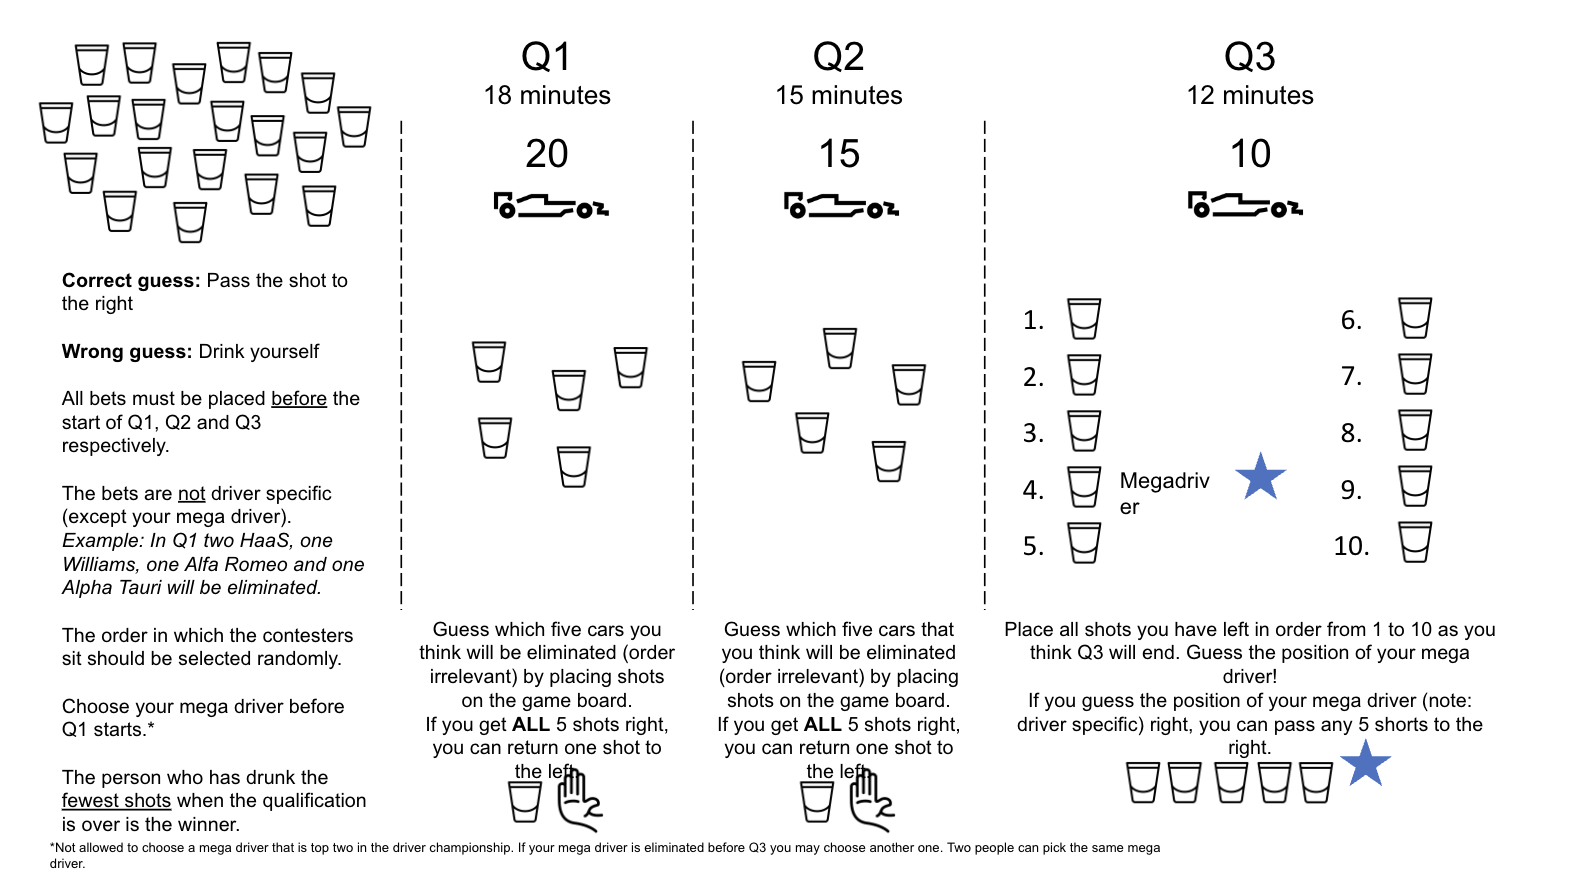 Correct guess: Pass the shot to
the right
Wrong guess: Drink yourself
All bets must be placed before the
start of Q1, Q2 and Q3
respectively.
The bets are not driver specific
(except your mega driver).
Example: In Q1 two HaaS, one
Williams, one Alfa Romeo and one
Alpha Tauri will be eliminated.
The order in which the contesters
sit should be selected randomly.
Choose your mega driver before
Q1 starts.*
The person who has drunk the
fewest shots when the qualification
is over is the winner.
Q1
18 minutes
20
Guess which five cars you
think will be eliminated (order
irrelevant) by placing shots
on the game board.
If you get ALL 5 shots right,
you can return one shot to
the left.
Q2
15 minutes
15
Guess which five cars that
you think will be eliminated
(order irrelevant) by placing
shots on the game board.
If you get ALL 5 shots right,
you can return one shot to
the left.
Q3
12 minutes
10
1.
2.
3.
4.
Megadriv
er
5.
6.
7.
8.
9.
10.
Place all shots you have left in order from 1 to 10 as you
think Q3 will end. Guess the position of your mega
driver!
If you guess the position of your mega driver (note:
driver specific) right, you can pass any 5 shorts to the
right.
*Not allowed to choose a mega driver that is top two in the driver championship. If your mega driver is eliminated before Q3 you may choose another one. Two people can pick the same mega
driver.